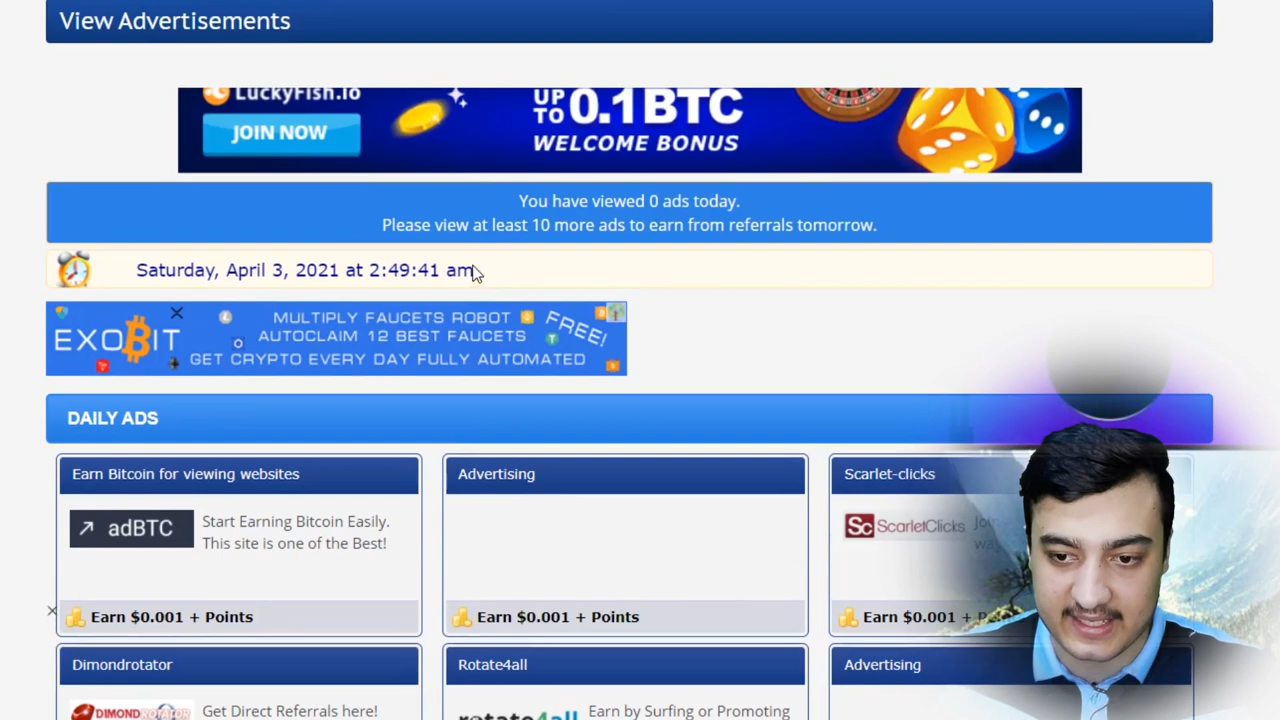 View Advertisements
LuckyFish.io
JOIN NOW
UP TO 0.1 BTC
WELCOME BONUS
You have viewed 0 ads today.
Please view at least 10 more ads to earn from referrals tomorrow.
Saturday, April 3, 2021 at 2:49:41 am
EXOBIT
MULTIPLY FAUCETS ROBOT
AUTOCLAIM 12 BEST FAUCETS
FREE!
GET CRYPTO EVERY DAY FULLY AUTOMATED
DAILY ADS
Earn Bitcoin for viewing websites
adBTC
Start Earning Bitcoin Easily.
This site is one of the Best!
Earn $0.001 + Points
Advertising
Earn $0.001 + Points
Scarlet-clicks
Sc ScarletClicks
Earn $0.001 +
Dimondrotator
DIMONDROTATOR
Get Direct Referrals here!
Rotate4all
rotate4all
Earn by Surfing or Promoting
Advertising